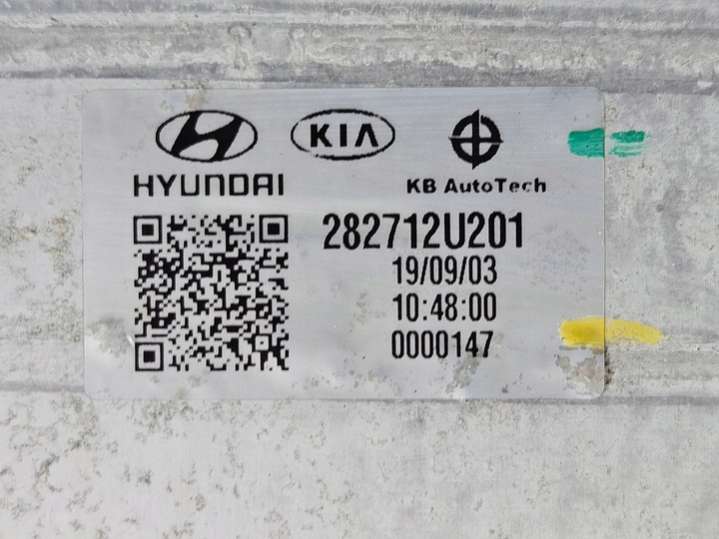 KIA
HYUNDAI
KB AutoTech
282712U201
19/09/03
10:48:00
0000147